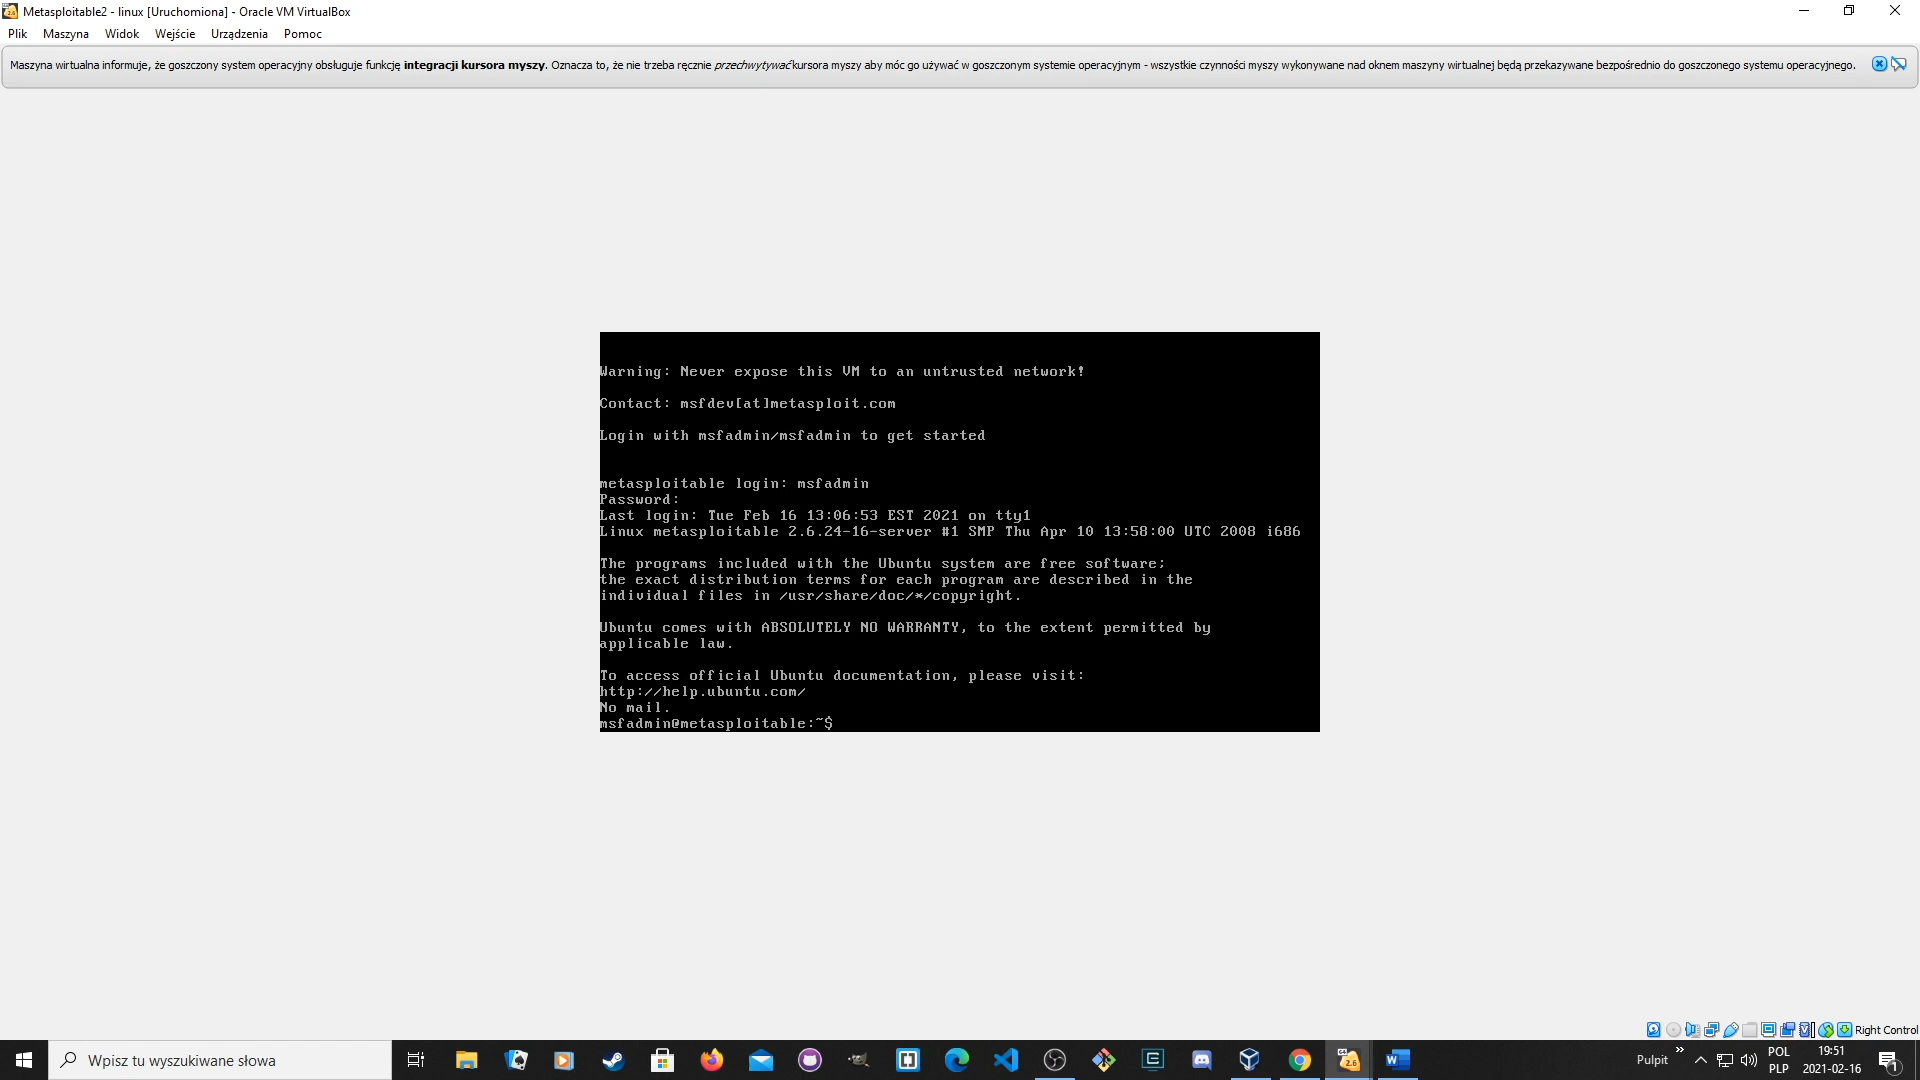 Metasploitable2 - linux [Uruchomiona] - Oracle VM VirtualBox
Plik Maszyna Widok Wejście Urządzenia Pomoc
Maszyna wirtualna informuje, że goszczony system operacyjny obsługuje funkcję integracji kursora myszy. Oznacza to, że nie trzeba ręcznie przechwytywać kursora myszy aby móc go używać w goszczonym systemie operacyjnym - wszystkie czynności myszy wykonywane nad oknem maszyny wirtualnej będą przekazywane bezpośrednio do goszczonego systemu operacyjnego.
Warning: Never expose this VM to an untrusted network!
Contact: msfdev[at]metasploit.com
Login with msfadmin/msfadmin to get started
metasploitable login: msfadmin
Password:
Last login: Tue Feb 16 13:06:53 EST 2021 on tty1
Linux metasploitable 2.6.24-16-server #1 SMP Thu Apr 10 13:58:00 UTC 2008 i686
The programs included with the Ubuntu system are free software;
the exact distribution terms for each program are described in the
individual files in /usr/share/doc/*/copyright.
Ubuntu comes with ABSOLUTELY NO WARRANTY, to the extent permitted by
applicable law.
To access official Ubuntu documentation, please visit:
http://help.ubuntu.com/
No mail.
msfadmin@metasploitable:~$
Right Control
Wpisz tu wyszukiwane słowa
Pulpit
POL
PLP
19:51
2021-02-16
1